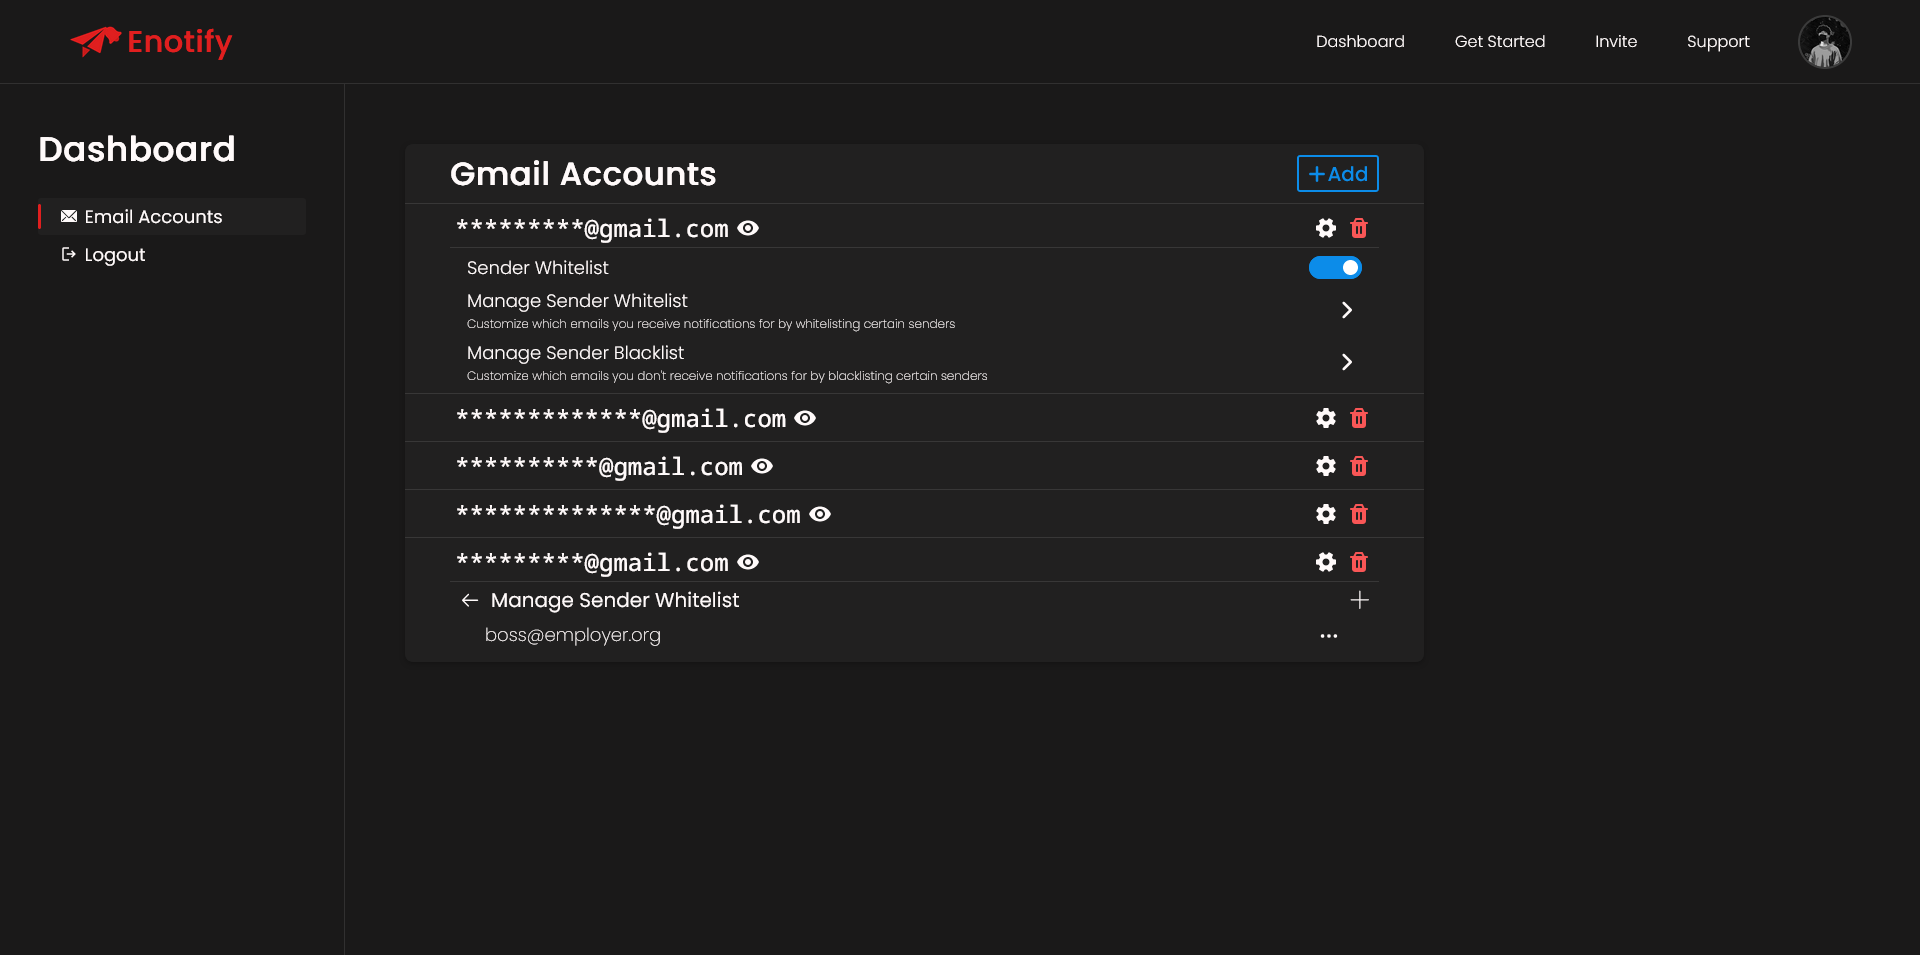 Enotify
Dashboard Get Started Invite Support
Dashboard
Email Accounts
Logout
Gmail Accounts
+Add
*********@gmail.com
Sender Whitelist
Manage Sender Whitelist
Customize which emails you receive notifications for by whitelisting certain senders
Manage Sender Blacklist
Customize which emails you don't receive notifications for by blacklisting certain senders
*************@gmail.com
**********@gmail.com
**************@gmail.com
*********@gmail.com
Manage Sender Whitelist
boss@employer.org